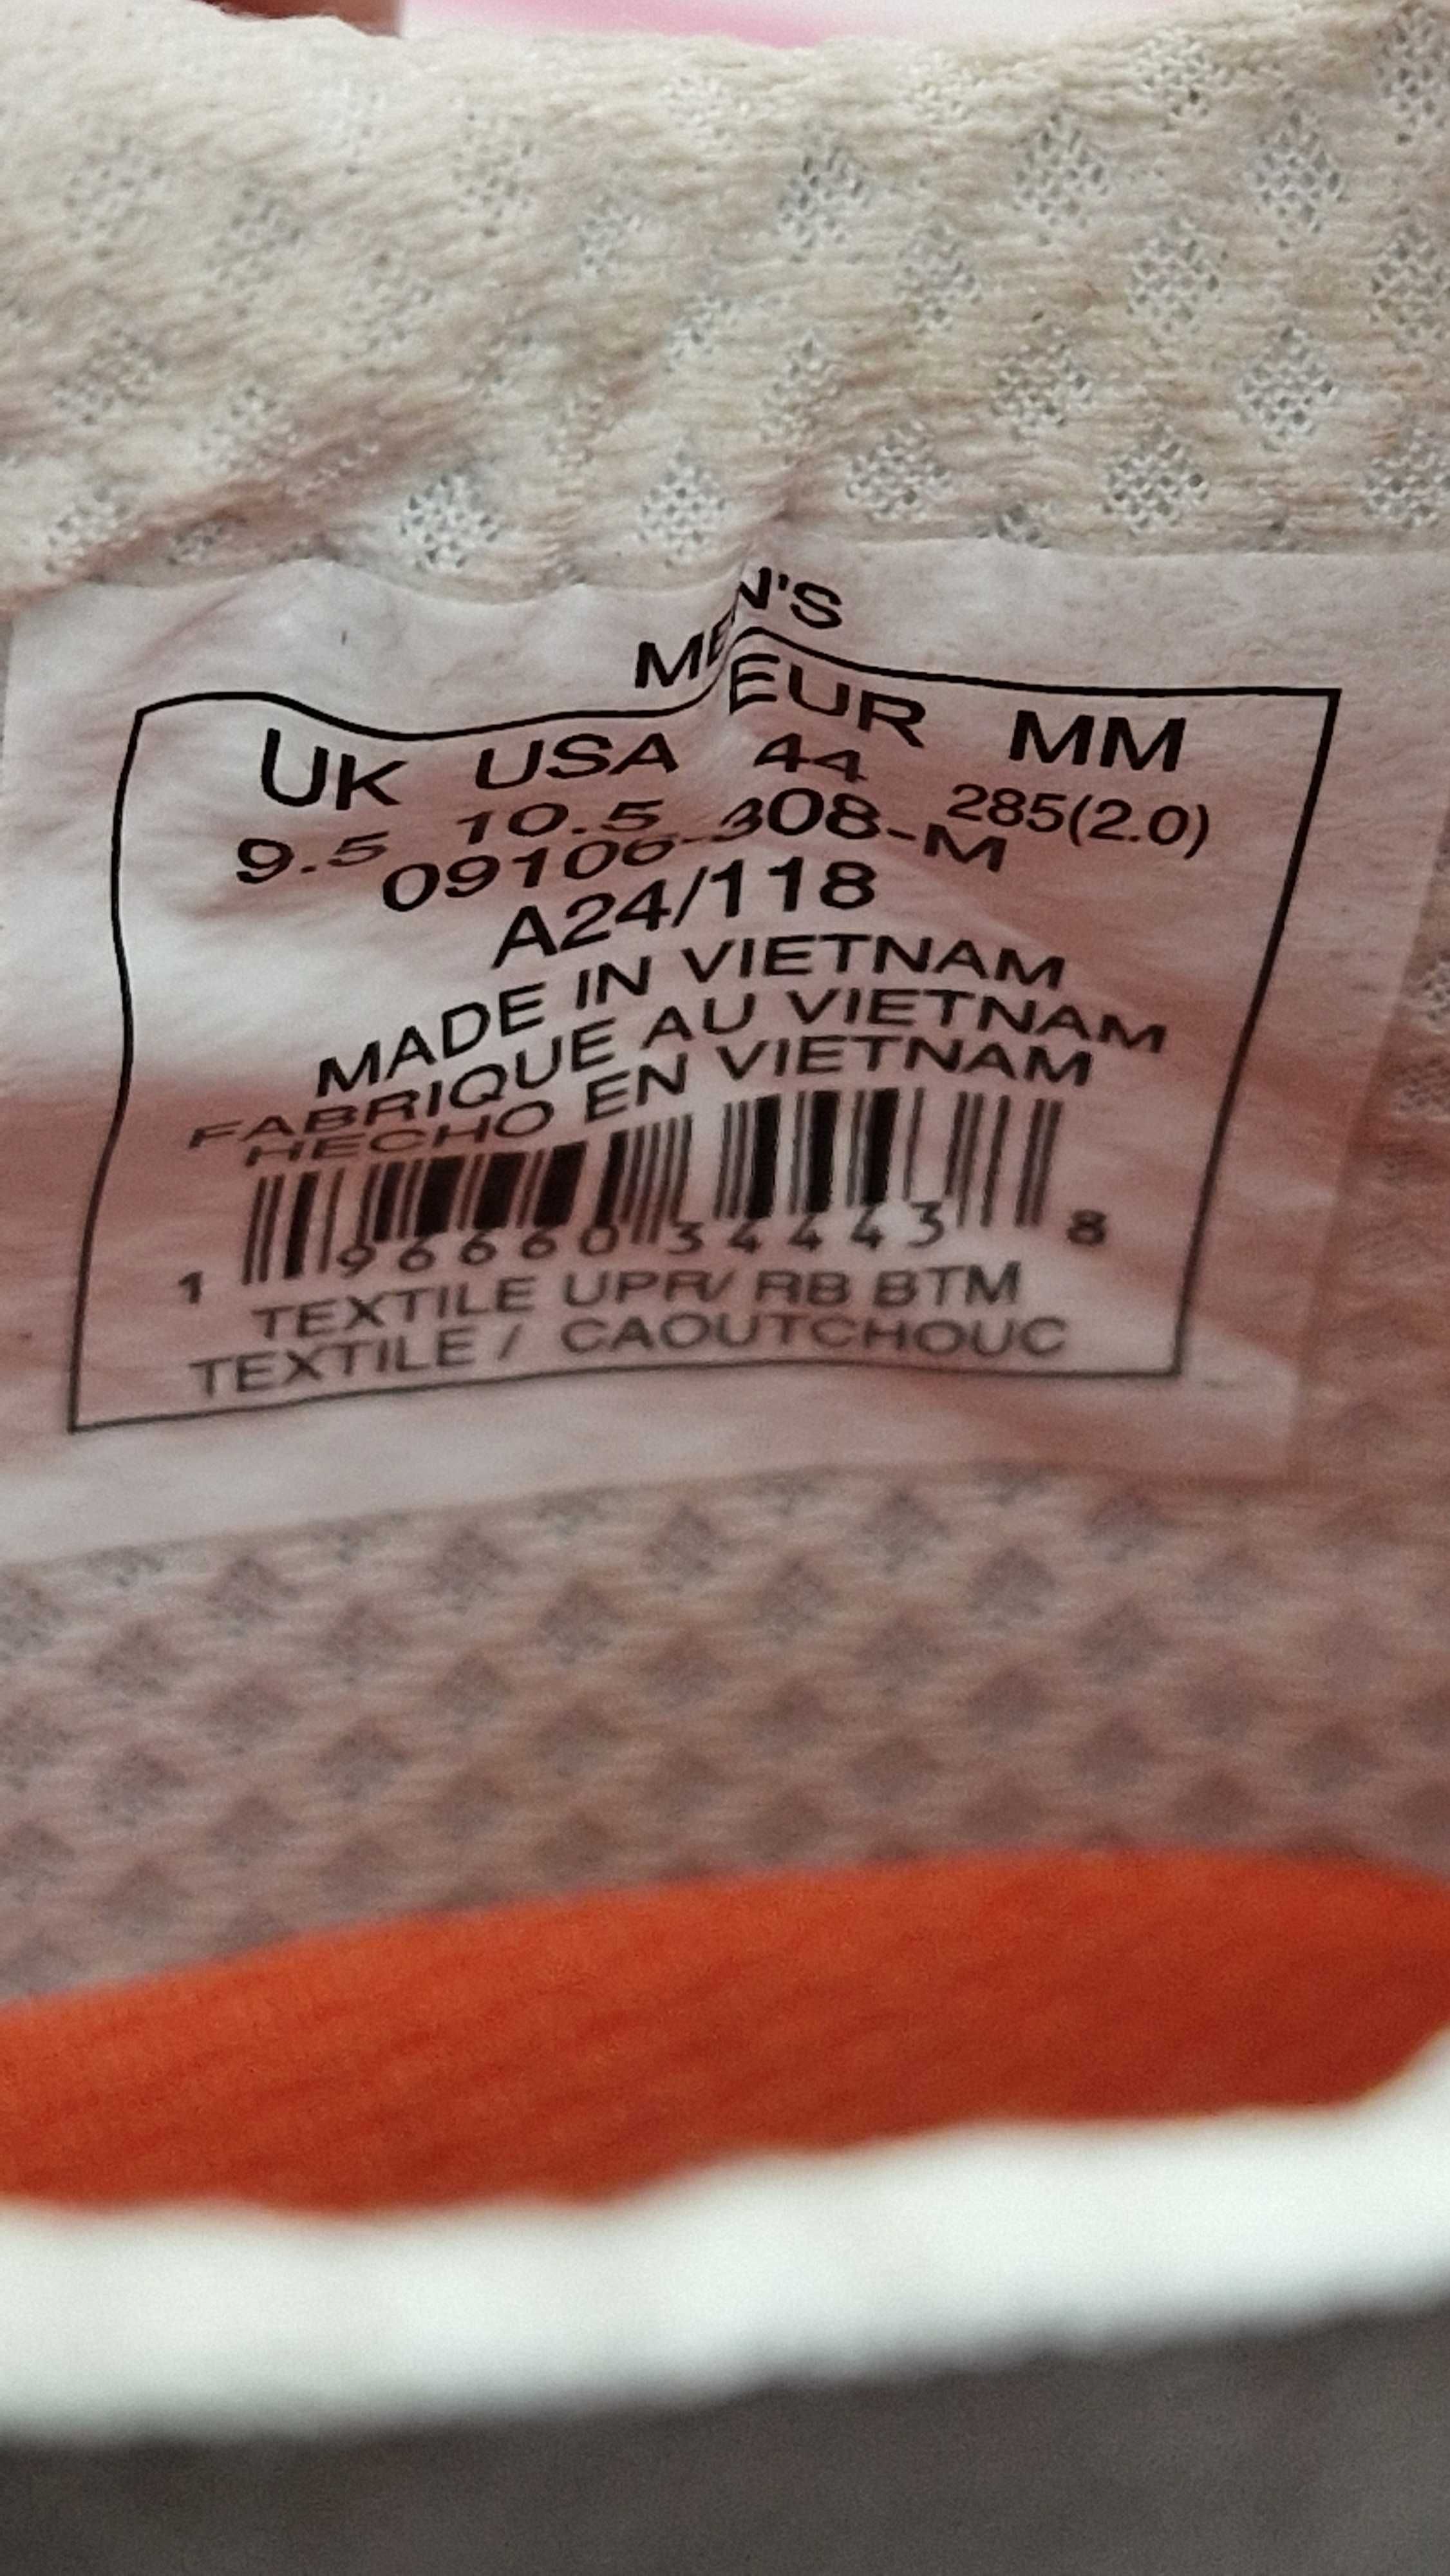 MEN'S
UK USA EUR MM
9.5 10.5 44 285(2.0)
09106-308-M
A24/118
MADE IN VIETNAM
FABRIQUE AU VIETNAM
HECHO EN VIETNAM
1 96660 34443 8
TEXTILE UPR/ RB BTM
TEXTILE / CAOUTCHOUC